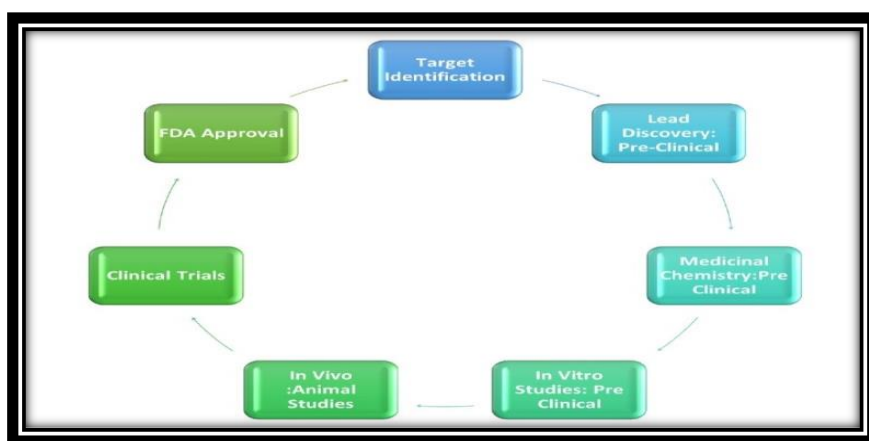 Target
Identification
Lead
Discovery:
Pre-Clinical
Medicinal
Chemistry:Pre
Clinical
In Vitro
Studies: Pre
Clinical
In Vivo
:Animal
Studies
Clinical Trials
FDA Approval